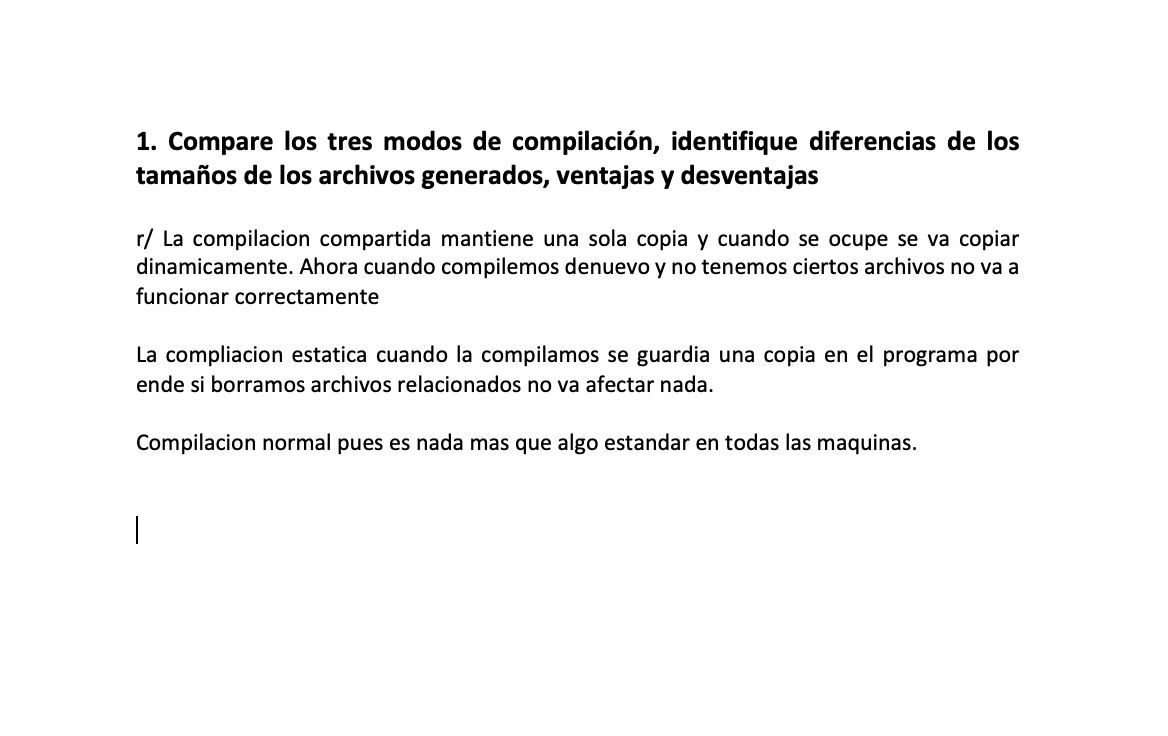 1. Compare los tres modos de compilación, identifique diferencias de los
tamaños de los archivos generados, ventajas y desventajas
r/ La compilacion compartida mantiene una sola copia y cuando se ocupe se va copiar
dinamicamente. Ahora cuando compilemos denuevo y no tenemos ciertos archivos no va a
funcionar correctamente
La compliacion estatica cuando la compilamos se guardia una copia en el programa por
ende si borramos archivos relacionados no va afectar nada.
Compilacion normal pues es nada mas que algo estandar en todas las maquinas.